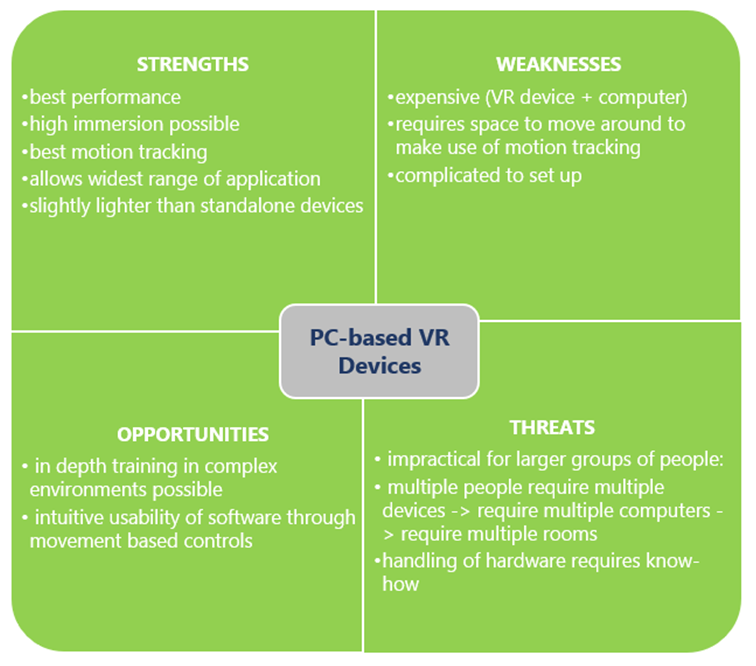 STRENGTHS
•best performance
•high immersion possible
•best motion tracking
•allows widest range of application
•slightly lighter than standalone devices
WEAKNESSES
•expensive (VR device + computer)
•requires space to move around to
make use of motion tracking
•complicated to set up
PC-based VR
Devices
OPPORTUNITIES
• in depth training in complex
environments possible
• intuitive usability of software through
movement based controls
THREATS
• impractical for larger groups of people:
• multiple people require multiple
devices -> require multiple computers -
> require multiple rooms
•handling of hardware requires know-
how